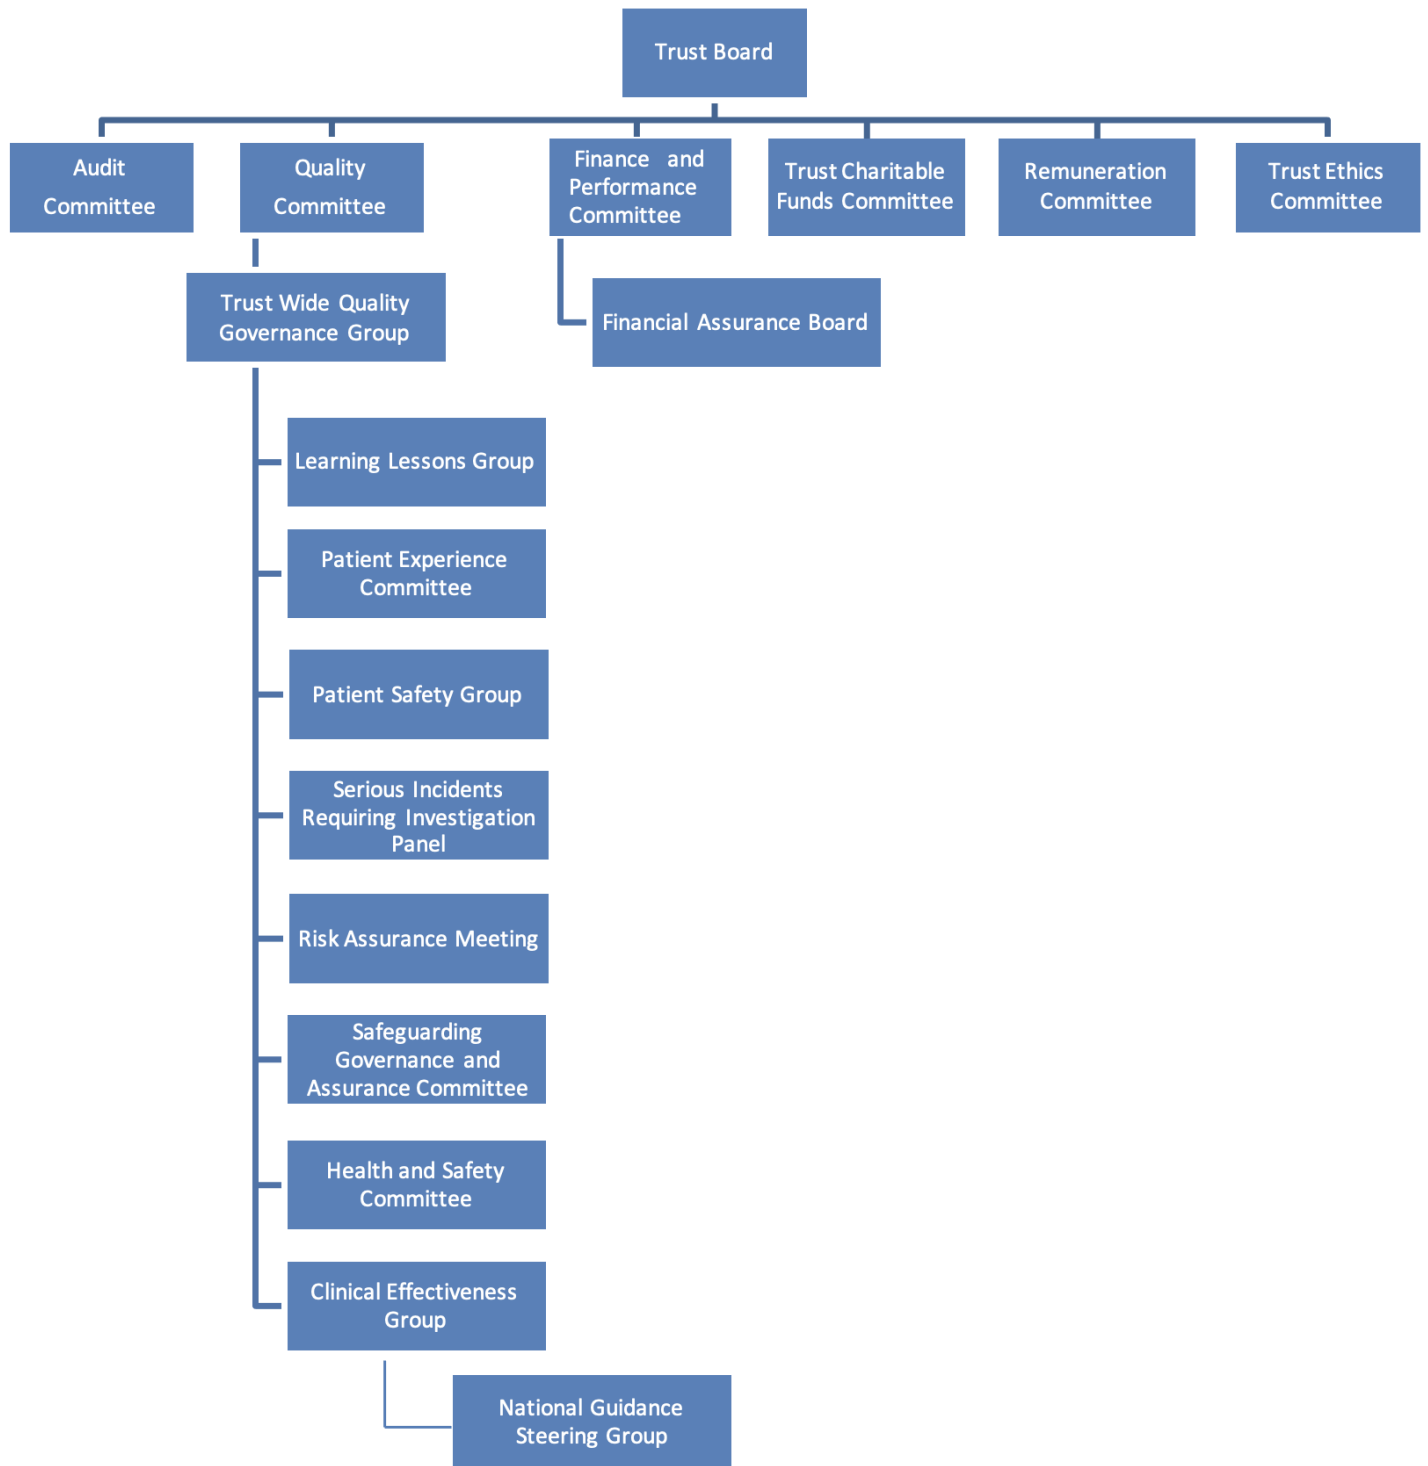 Trust Board
Audit
Committee
Quality
Committee
Finance and
Performance
Committee
Trust Charitable
Funds Committee
Remuneration
Committee
Trust Ethics
Committee
Trust Wide Quality
Governance Group
Financial Assurance Board
Learning Lessons Group
Patient Experience
Committee
Patient Safety Group
Serious Incidents
Requiring Investigation
Panel
Risk Assurance Meeting
Safeguarding
Governance and
Assurance Committee
Health and Safety
Committee
Clinical Effectiveness
Group
National Guidance
Steering Group